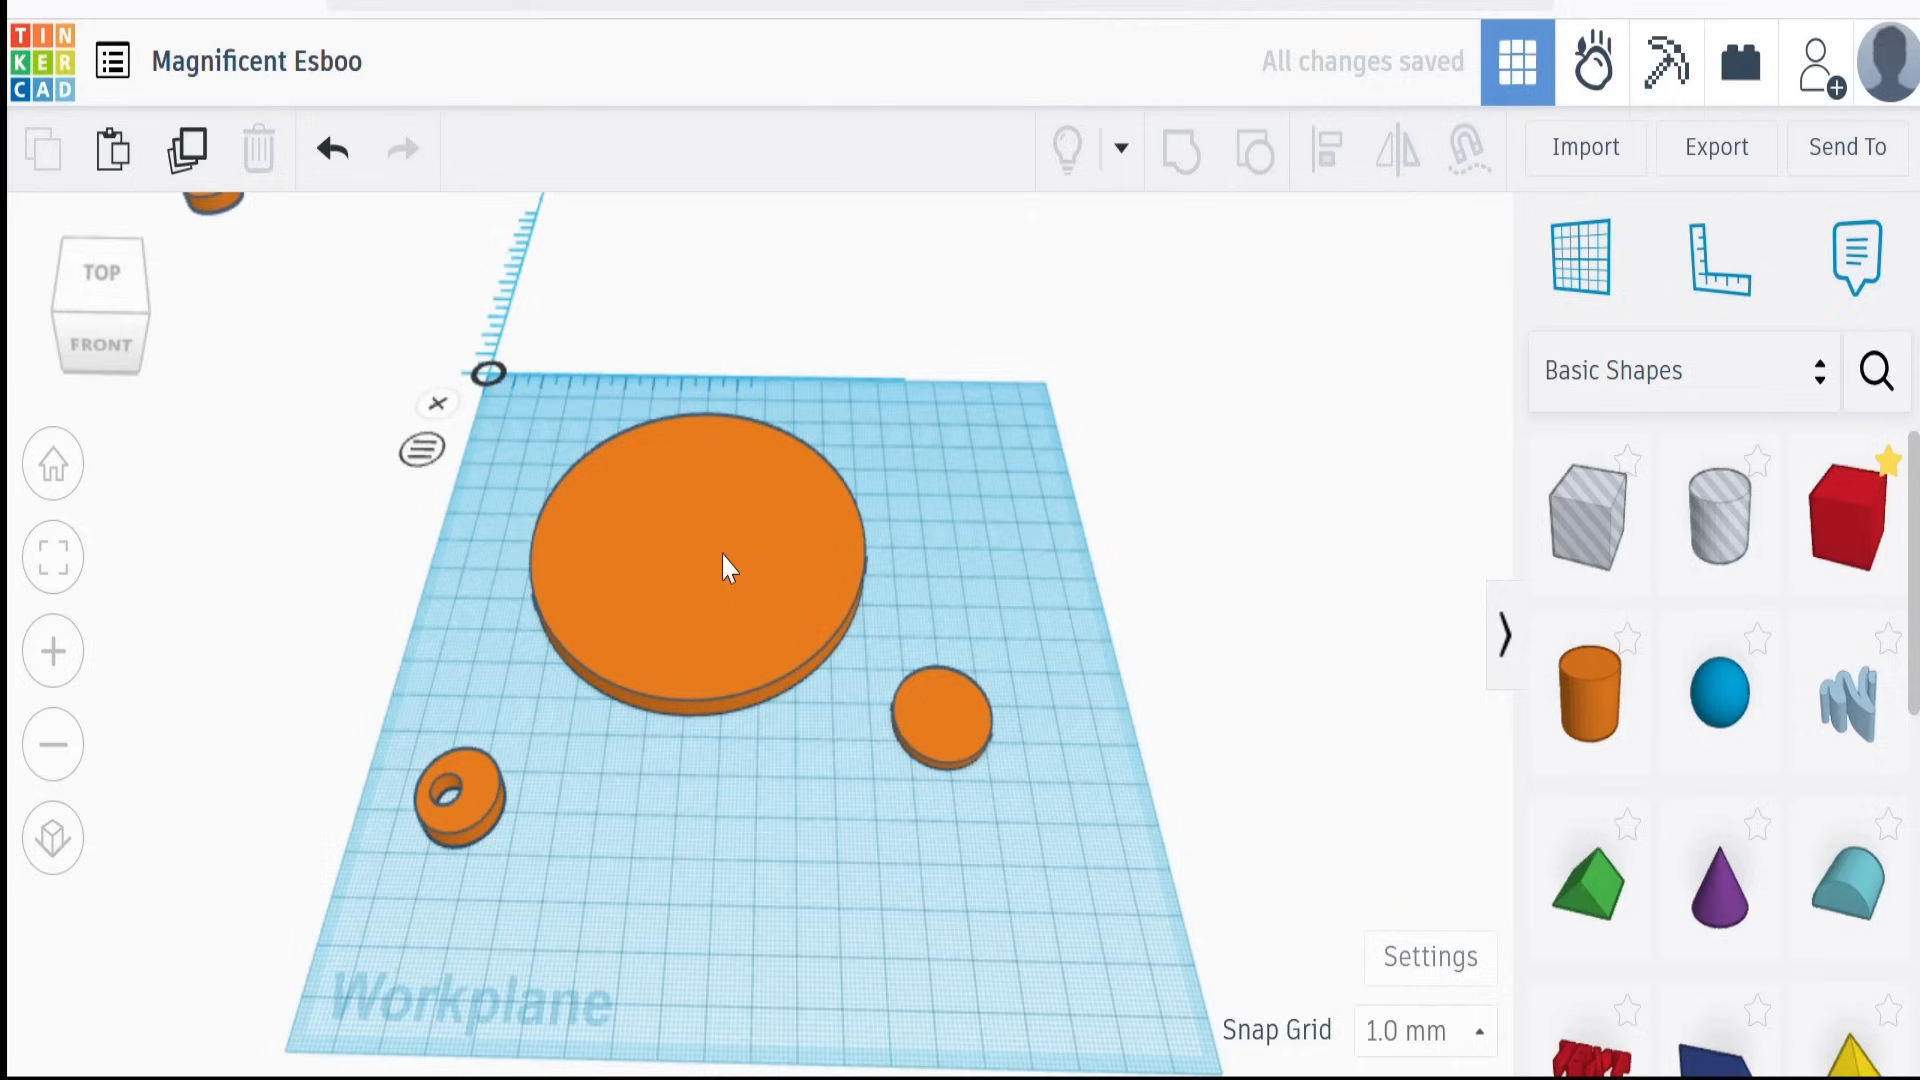 TIN
KER
CAD
Magnificent Esboo
All changes saved
Import
Export
Send To
TOP
FRONT
Basic Shapes
Workplane
Settings
Snap Grid
1.0 mm
TEXT